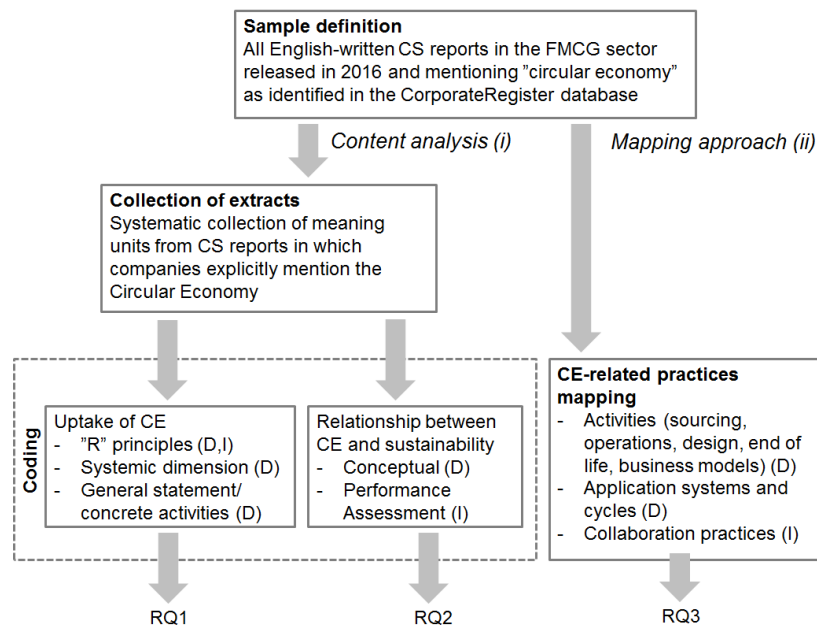 Sample definition
All English-written CS reports in the FMCG sector
released in 2016 and mentioning ”circular economy”
as identified in the CorporateRegister database
Content analysis (i)
Mapping approach (ii)
Collection of extracts
Systematic collection of meaning
units from CS reports in which
companies explicitly mention the
Circular Economy
Coding
Uptake of CE
- ”R” principles (D,I)
- Systemic dimension (D)
- General statement/
concrete activities (D)
Relationship between
CE and sustainability
- Conceptual (D)
- Performance
Assessment (I)
CE-related practices
mapping
- Activities (sourcing,
operations, design, end of
life, business models) (D)
- Application systems and
cycles (D)
- Collaboration practices (I)
RQ1
RQ2
RQ3